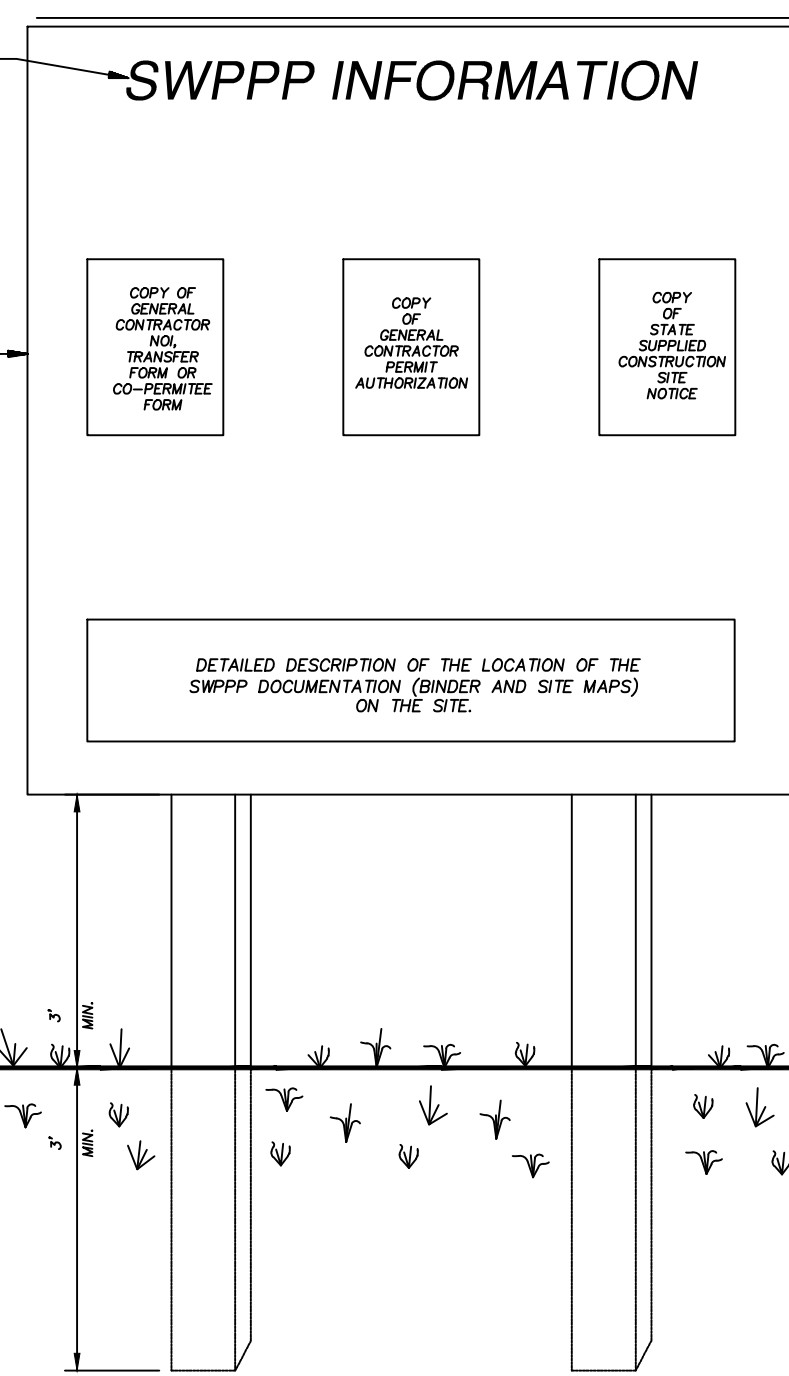 SWPPP INFORMATION
COPY OF
GENERAL
CONTRACTOR
NOI,
TRANSFER
FORM OR
CO-PERMITEE
FORM
COPY
OF
GENERAL
CONTRACTOR
PERMIT
AUTHORIZATION
COPY
OF
STATE
SUPPLIED
CONSTRUCTION
SITE
NOTICE
DETAILED DESCRIPTION OF THE LOCATION OF THE
SWPPP DOCUMENTATION (BINDER AND SITE MAPS)
ON THE SITE.
3'
MIN.
3'
MIN.